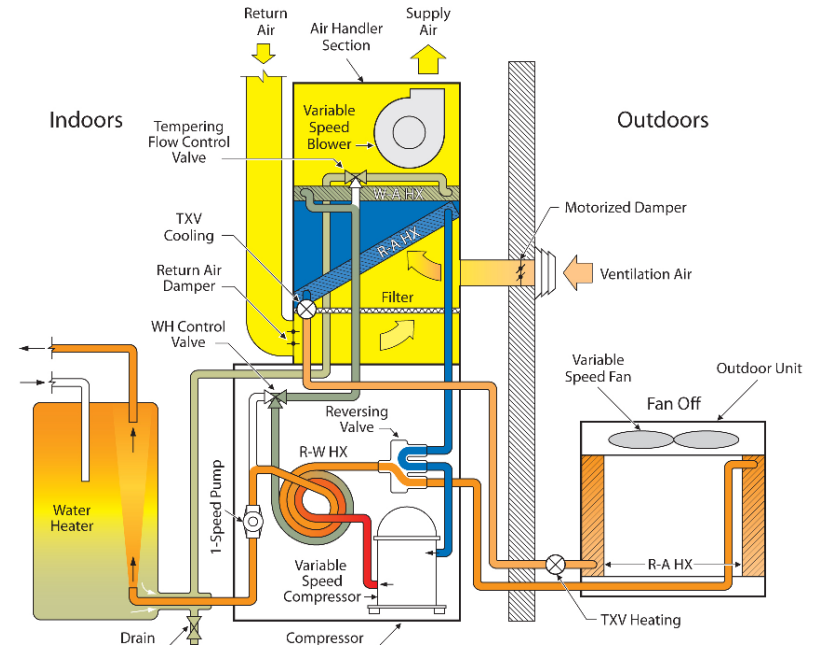 Return
Air
Supply
Air
Air Handler
Section
Indoors
Outdoors
Variable
Speed
Blower
Tempering
Flow Control
Valve
W-A HX
TXV
Cooling
R-A HX
Motorized Damper
Return Air
Damper
Filter
Ventilation Air
WH Control
Valve
Variable
Speed Fan
Outdoor Unit
Fan Off
Reversing
Valve
R-W HX
1-Speed Pump
Water
Heater
Variable
Speed
Compressor
R-A HX
TXV Heating
Drain
Compressor